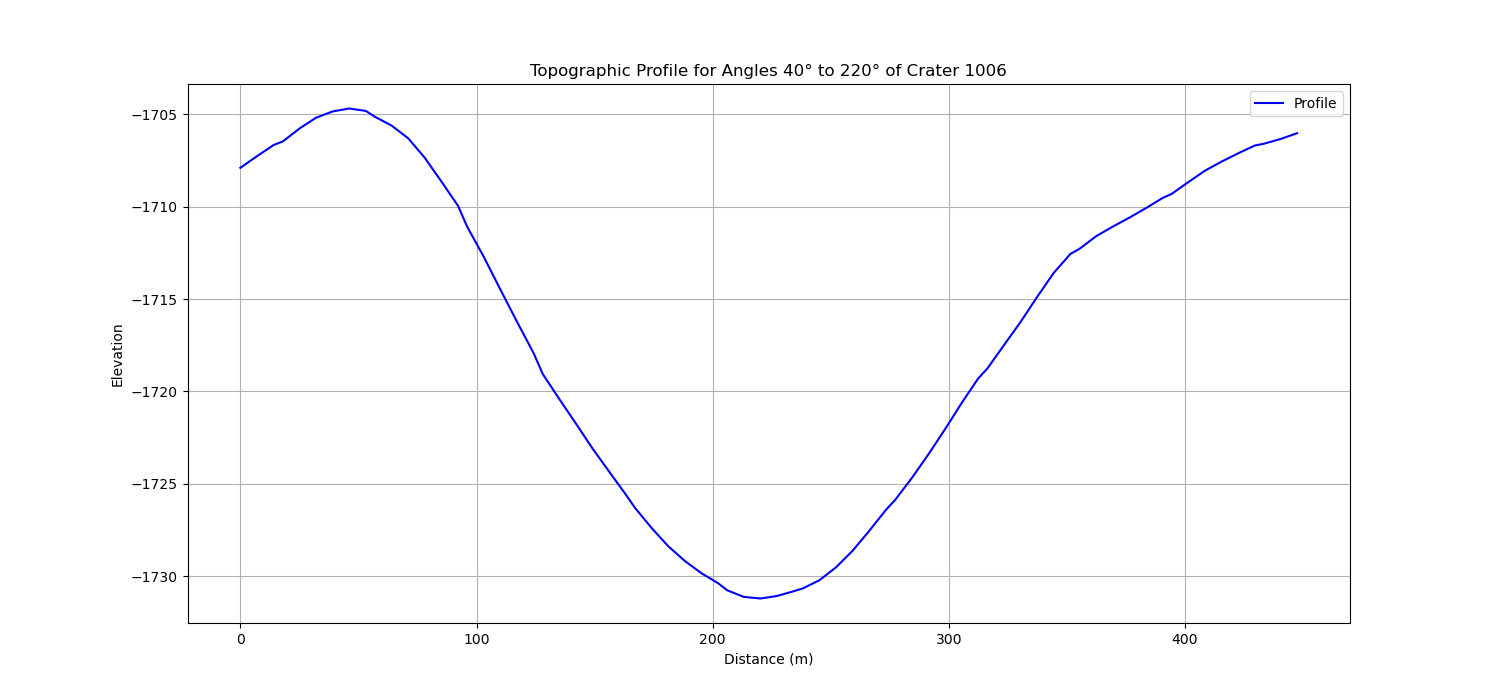 Topographic Profile for Angles 40° to 220° of Crater 1006
Profile
−1705
−1710
−1715
−1720
−1725
−1730
Elevation
0 100 200 300 400
Distance (m)